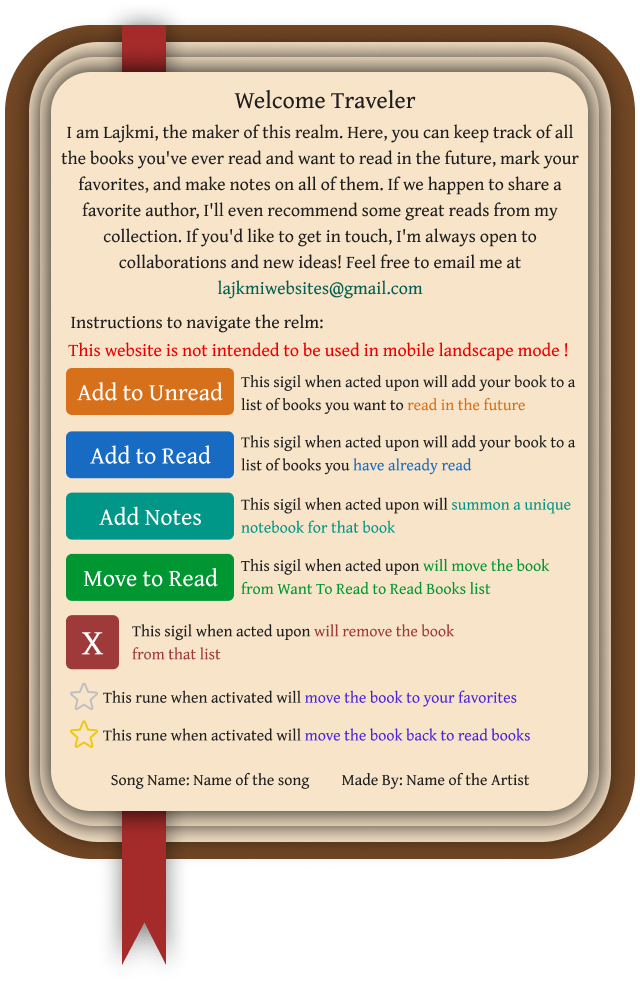 Welcome Traveler
I am Lajkmi, the maker of this realm. Here, you can keep track of all
the books you've ever read and want to read in the future, mark your
favorites, and make notes on all of them. If we happen to share a
favorite author, I'll even recommend some great reads from my
collection. If you'd like to get in touch, I'm always open to
collaborations and new ideas! Feel free to email me at
lajkmiwebsites@gmail.com
Instructions to navigate the relm:
This website is not intended to be used in mobile landscape mode !
Add to Unread
This sigil when acted upon will add your book to a
list of books you want to read in the future
Add to Read
This sigil when acted upon will add your book to a
list of books you have already read
Add Notes
This sigil when acted upon will summon a unique
notebook for that book
Move to Read
This sigil when acted upon will move the book
from Want To Read to Read Books list
X
This sigil when acted upon will remove the book
from that list
This rune when activated will move the book to your favorites
This rune when activated will move the book back to read books
Song Name: Name of the song Made By: Name of the Artist